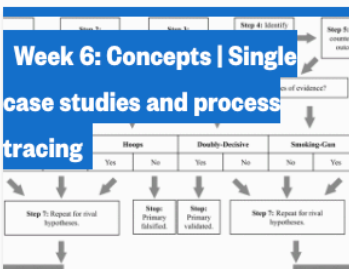 Step 2:
Step 3:
Step 4: Identify
Step 5:
Week 6: Concepts | Single
case studies and process
tracing
es of evidence?
Hoops
Doubly-Decisive
Smoking-Gun
Yes
No
Yes
No
No
Yes
Step 7: Repeat for rival
hypotheses.
Stop:
Primary
falsified.
Stop:
Primary
validated.
Step 7: Repeat for rival
hypotheses.